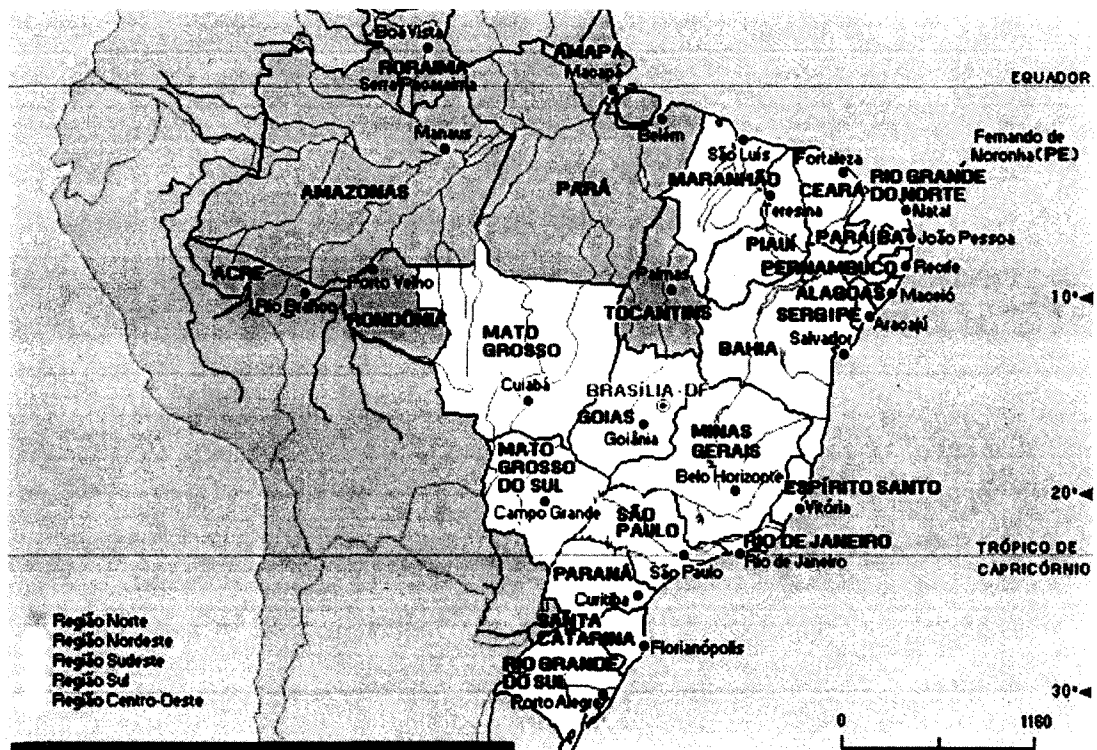 Boa Vista
RORAIMA
Serra Pacaraima
AMAPÁ
Macapá
EQUADOR
Manaus
Belém
São Luís
Fortaleza
Fernando de
Noronha(PE)
AMAZONAS
PARÁ
MARANHÃO
CEARÁ
RIO GRANDE
DO NORTE
Teresina
Natal
PIAUÍ
PARAÍBA
João Pessoa
ACRE
Porto Velho
Palmas
PERNAMBUCO
Recife
Rio Branco
RONDÔNIA
TOCANTINS
ALAGOAS
Maceió
10°
SERGIPE
Aracajú
MATO
GROSSO
BAHIA
Salvador
Cuiabá
BRASÍLIA-DF
GOIAS
Goiânia
MINAS
GERAIS
MATO
GROSSO
DO SUL
Belo Horizonte
ESPÍRITO SANTO
20°
Campo Grande
SÃO
PAULO
Vitória
RIO DE JANEIRO
Rio de Janeiro
TRÓPICO DE
CAPRICÓRNIO
PARANÁ
São Paulo
Curitiba
SANTA
CATARINA
Florianópolis
RIO GRANDE
DO SUL
Porto Alegre
30°
Região Norte
Região Nordeste
Região Sudeste
Região Sul
Região Centro-Oeste
0
1160